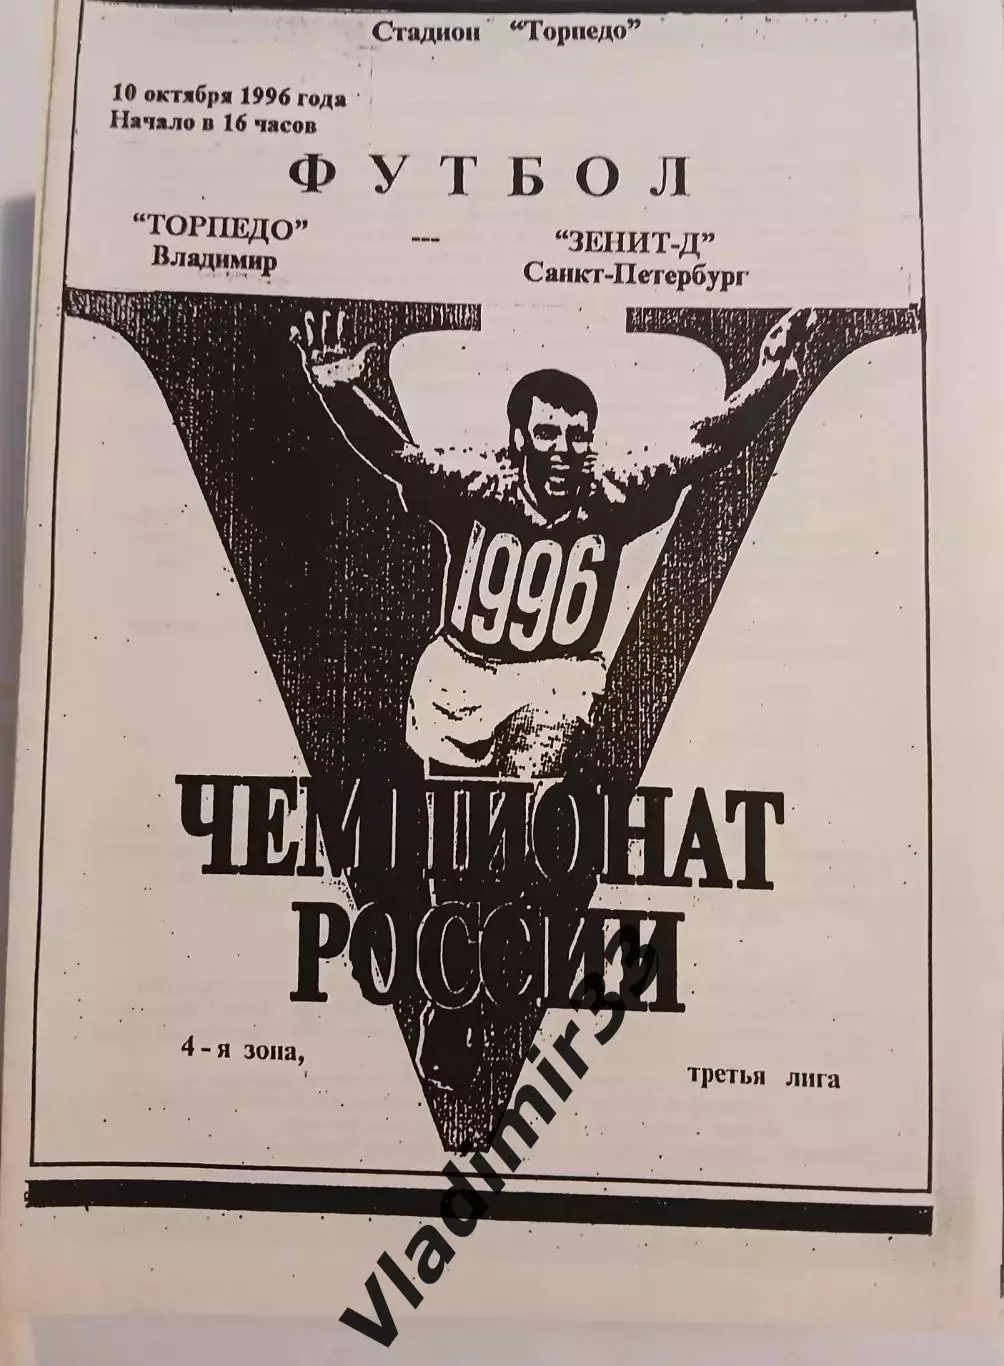 Стадион "Торпедо"
10 октября 1996 года
Начало в 16 часов
ФУТБОЛ
"ТОРПЕДО" --- "ЗЕНИТ-Д"
Владимир Санкт-Петербург
1996
ЧЕМПИОНАТ
РОССИИ
4-я зона,
третья лига
Vladimir33